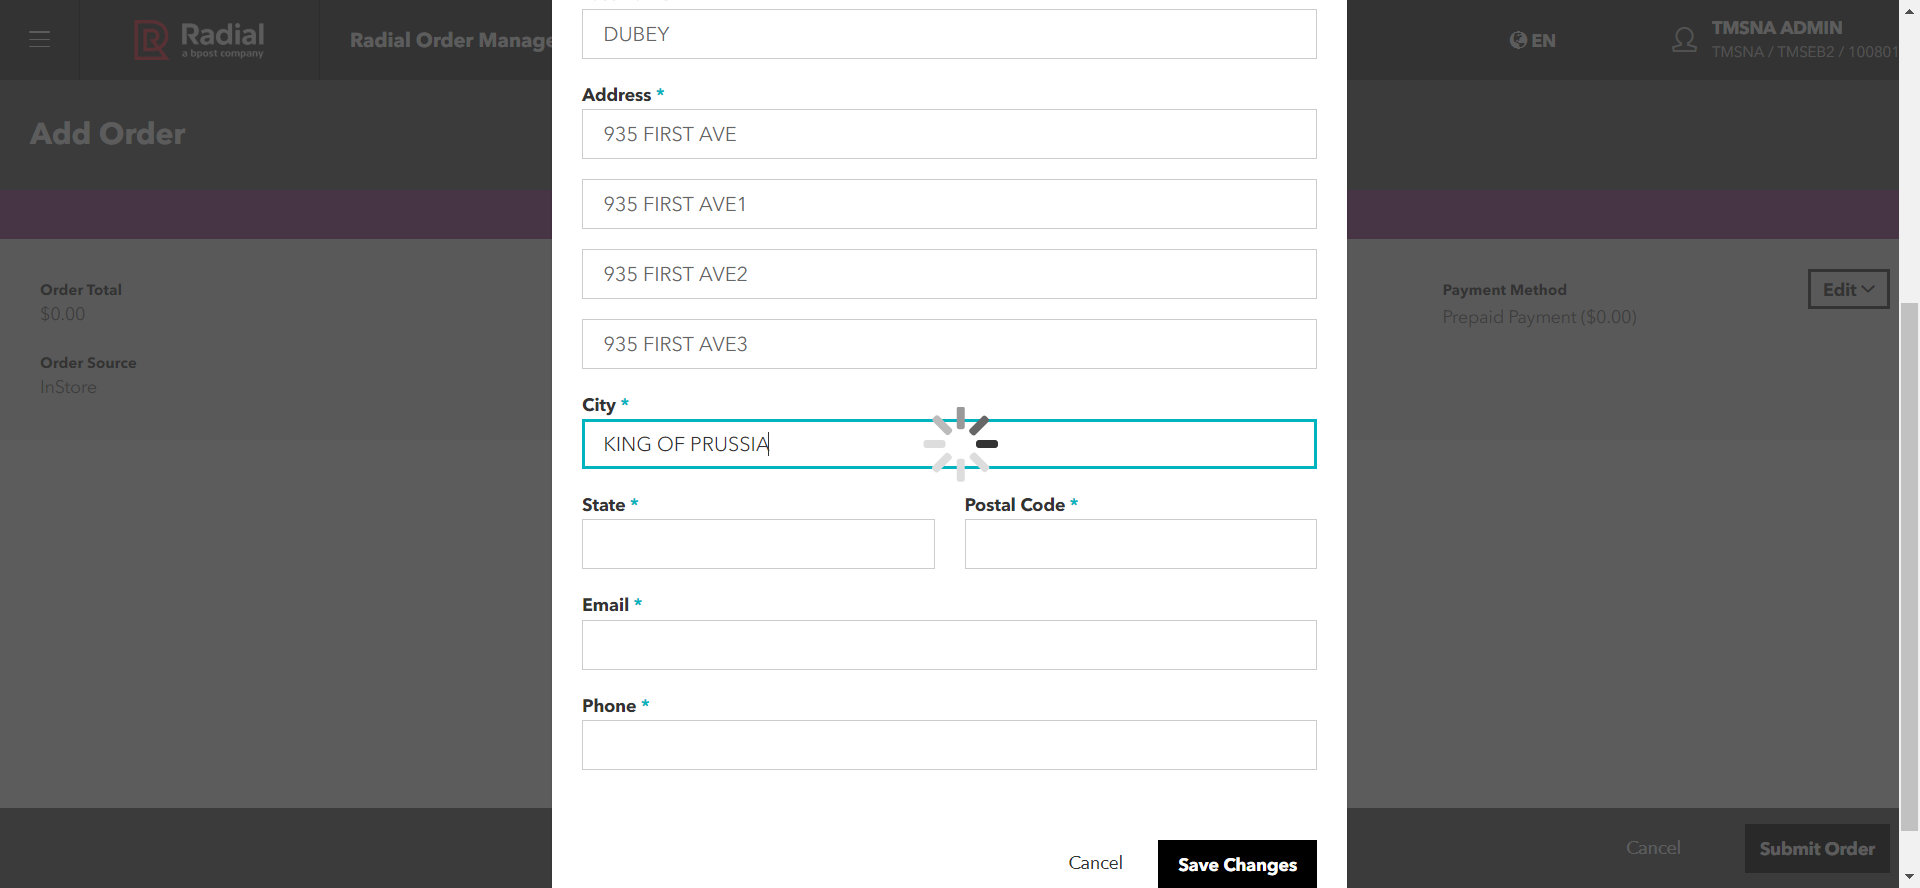 Radial
a bpost company
Radial Order Manage
EN
TMSNA ADMIN
TMSNA / TMSEB2 / 100801
Add Order
Order Total
$0.00
Order Source
InStore
Payment Method
Prepaid Payment ($0.00)
Edit
DUBEY
Address *
935 FIRST AVE
935 FIRST AVE1
935 FIRST AVE2
935 FIRST AVE3
City *
KING OF PRUSSIA
State *
Postal Code *
Email *
Phone *
Cancel
Save Changes
Cancel
Submit Order